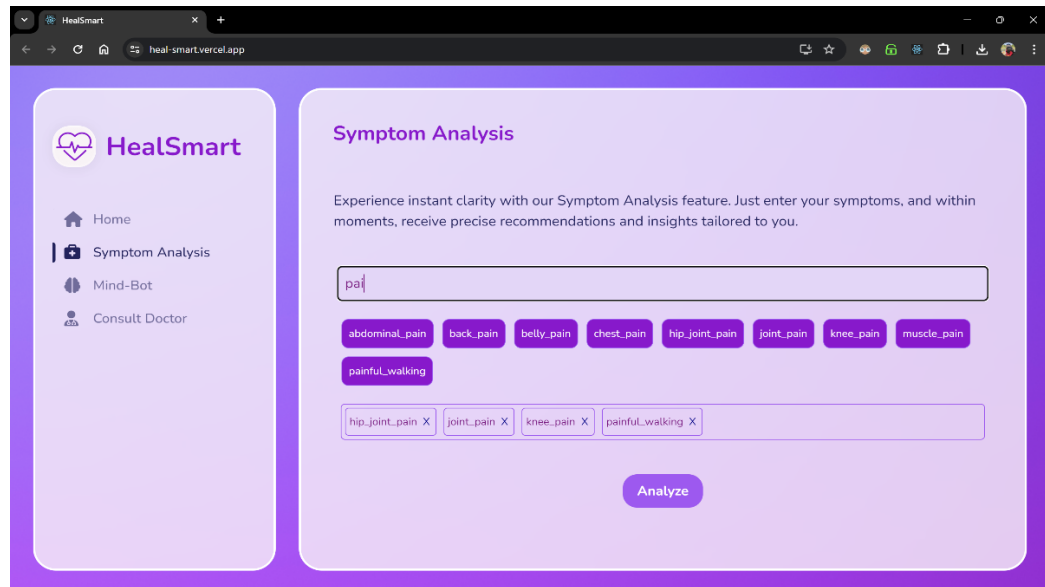 HealSmart
heal-smart.vercel.app
HealSmart
Home
Symptom Analysis
Mind-Bot
Consult Doctor
Symptom Analysis
Experience instant clarity with our Symptom Analysis feature. Just enter your symptoms, and within
moments, receive precise recommendations and insights tailored to you.
pai
abdominal_pain back_pain belly_pain chest_pain hip_joint_pain joint_pain knee_pain muscle_pain
painful_walking
hip_joint_pain X joint_pain X knee_pain X painful_walking X
Analyze